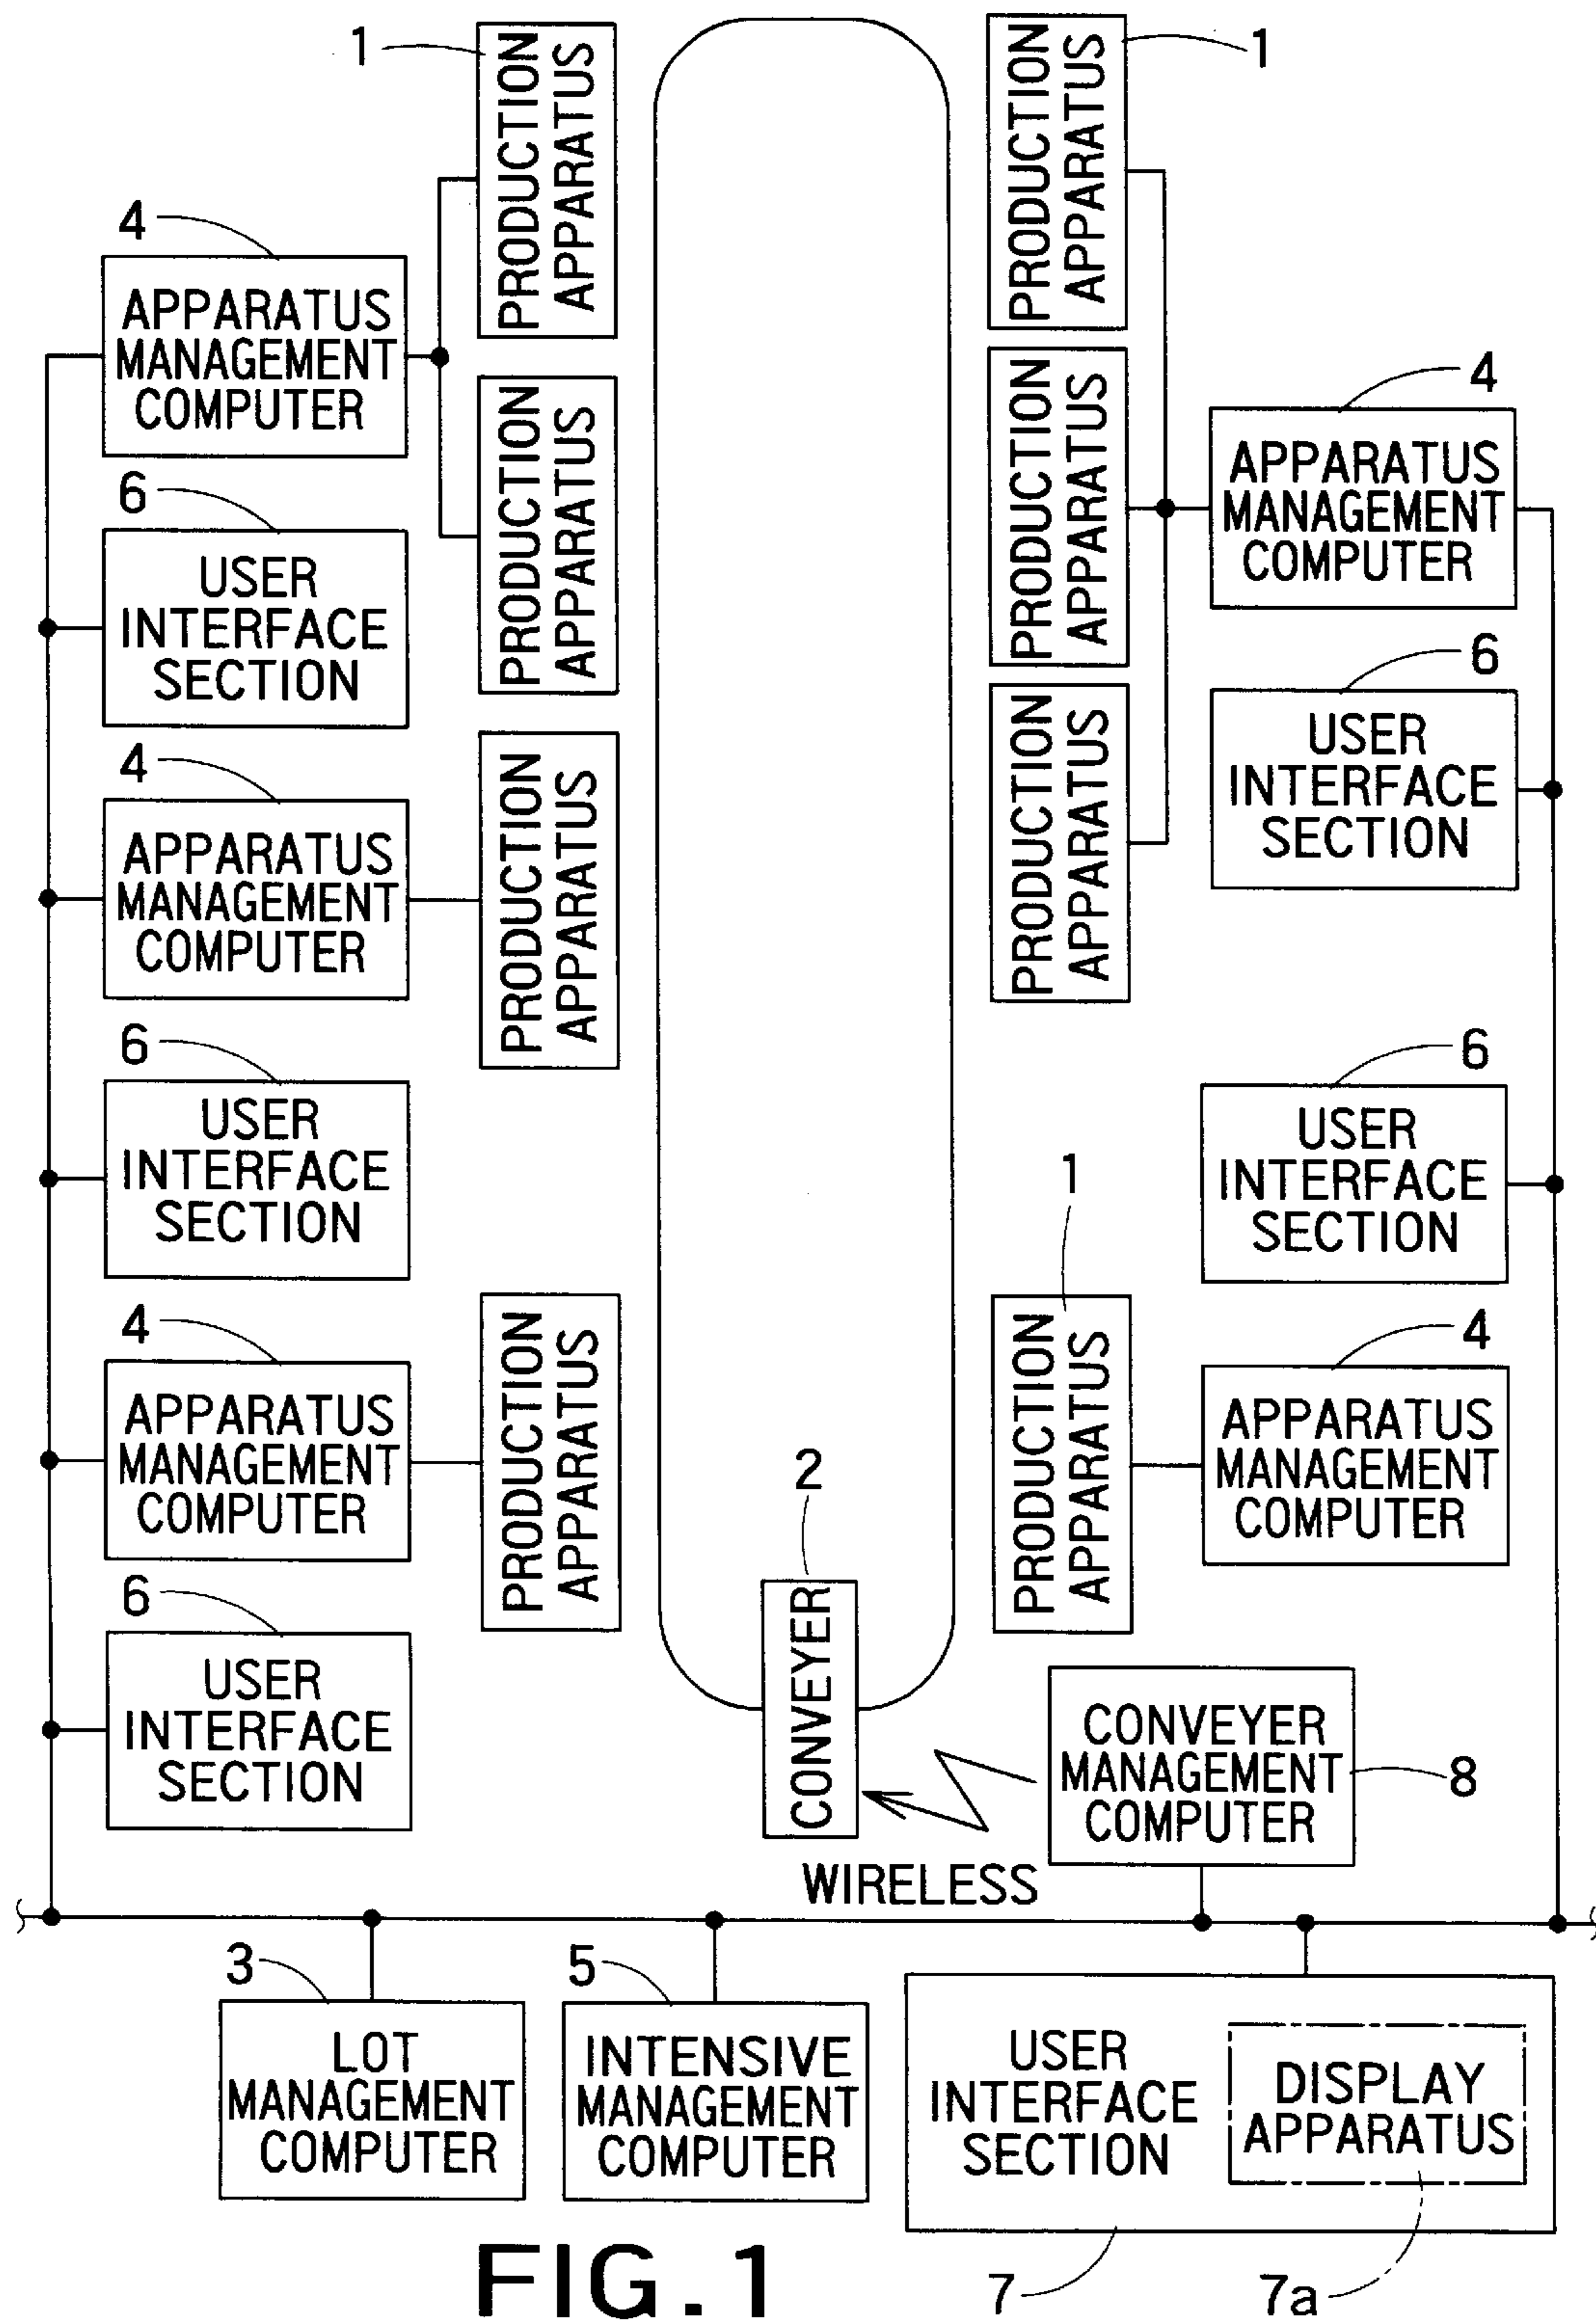 1
PRODUCTION
APPARATUS
PRODUCTION
APPARATUS
1
4
APPARATUS
MANAGEMENT
COMPUTER
PRODUCTION
APPARATUS
PRODUCTION
APPARATUS
4
APPARATUS
MANAGEMENT
COMPUTER
6
USER
INTERFACE
SECTION
6
USER
INTERFACE
SECTION
4
APPARATUS
MANAGEMENT
COMPUTER
PRODUCTION
APPARATUS
PRODUCTION
APPARATUS
6
USER
INTERFACE
SECTION
6
USER
INTERFACE
SECTION
1
4
APPARATUS
MANAGEMENT
COMPUTER
PRODUCTION
APPARATUS
PRODUCTION
APPARATUS
4
APPARATUS
MANAGEMENT
COMPUTER
2
CONVEYER
6
USER
INTERFACE
SECTION
CONVEYER
MANAGEMENT
COMPUTER
8
WIRELESS
3
LOT
MANAGEMENT
COMPUTER
5
INTENSIVE
MANAGEMENT
COMPUTER
USER
INTERFACE
SECTION
DISPLAY
APPARATUS
7
7a
FIG. 1